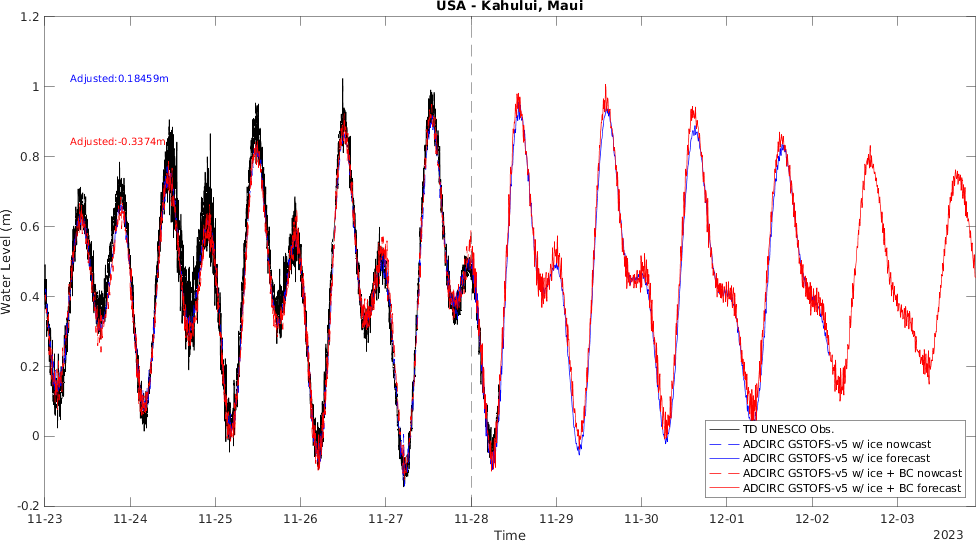 USA - Kahului, Maui
1.2
1
0.8
0.6
0.4
0.2
0
-0.2
Water Level (m)
Adjusted:0.18459m
Adjusted:-0.3374m
TD UNESCO Obs.
ADCIRC GSTOFS-v5 w/ ice nowcast
ADCIRC GSTOFS-v5 w/ ice forecast
ADCIRC GSTOFS-v5 w/ ice + BC nowcast
ADCIRC GSTOFS-v5 w/ ice + BC forecast
11-23 11-24 11-25 11-26 11-27 11-28 11-29 11-30 12-01 12-02 12-03
Time
2023